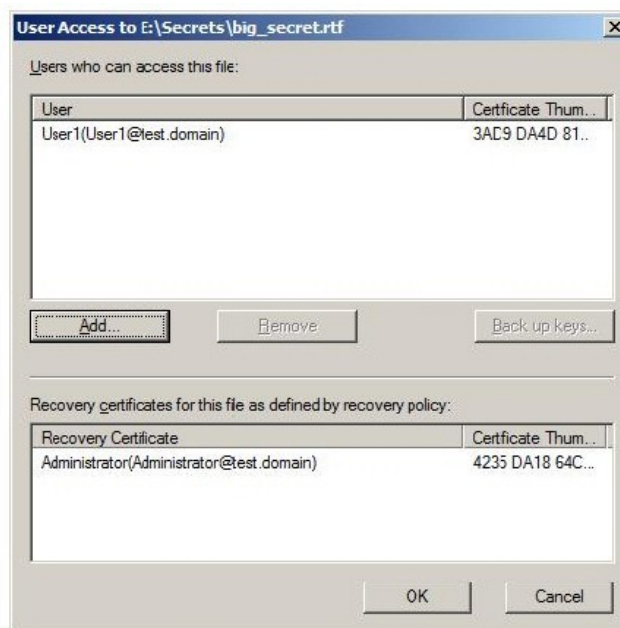 User Access to E:\Secrets\big_secret.rtf
Users who can access this file:
User Certficate Thum...
User1(User1@test.domain) 3AD9 DA4D 81...
Add... Remove Back up keys...
Recovery certificates for this file as defined by recovery policy:
Recovery Certificate Certficate Thum...
Administrator(Administrator@test.domain) 4235 DA18 64C...
OK Cancel